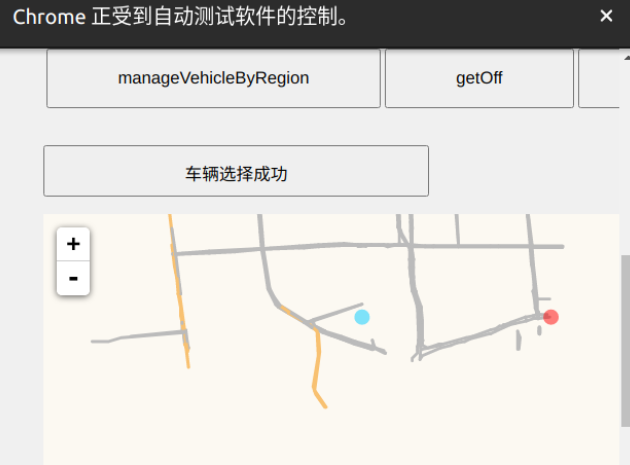 Chrome 正受到自动测试软件的控制。 ×
manageVehicleByRegion getOff
车辆选择成功
+
-